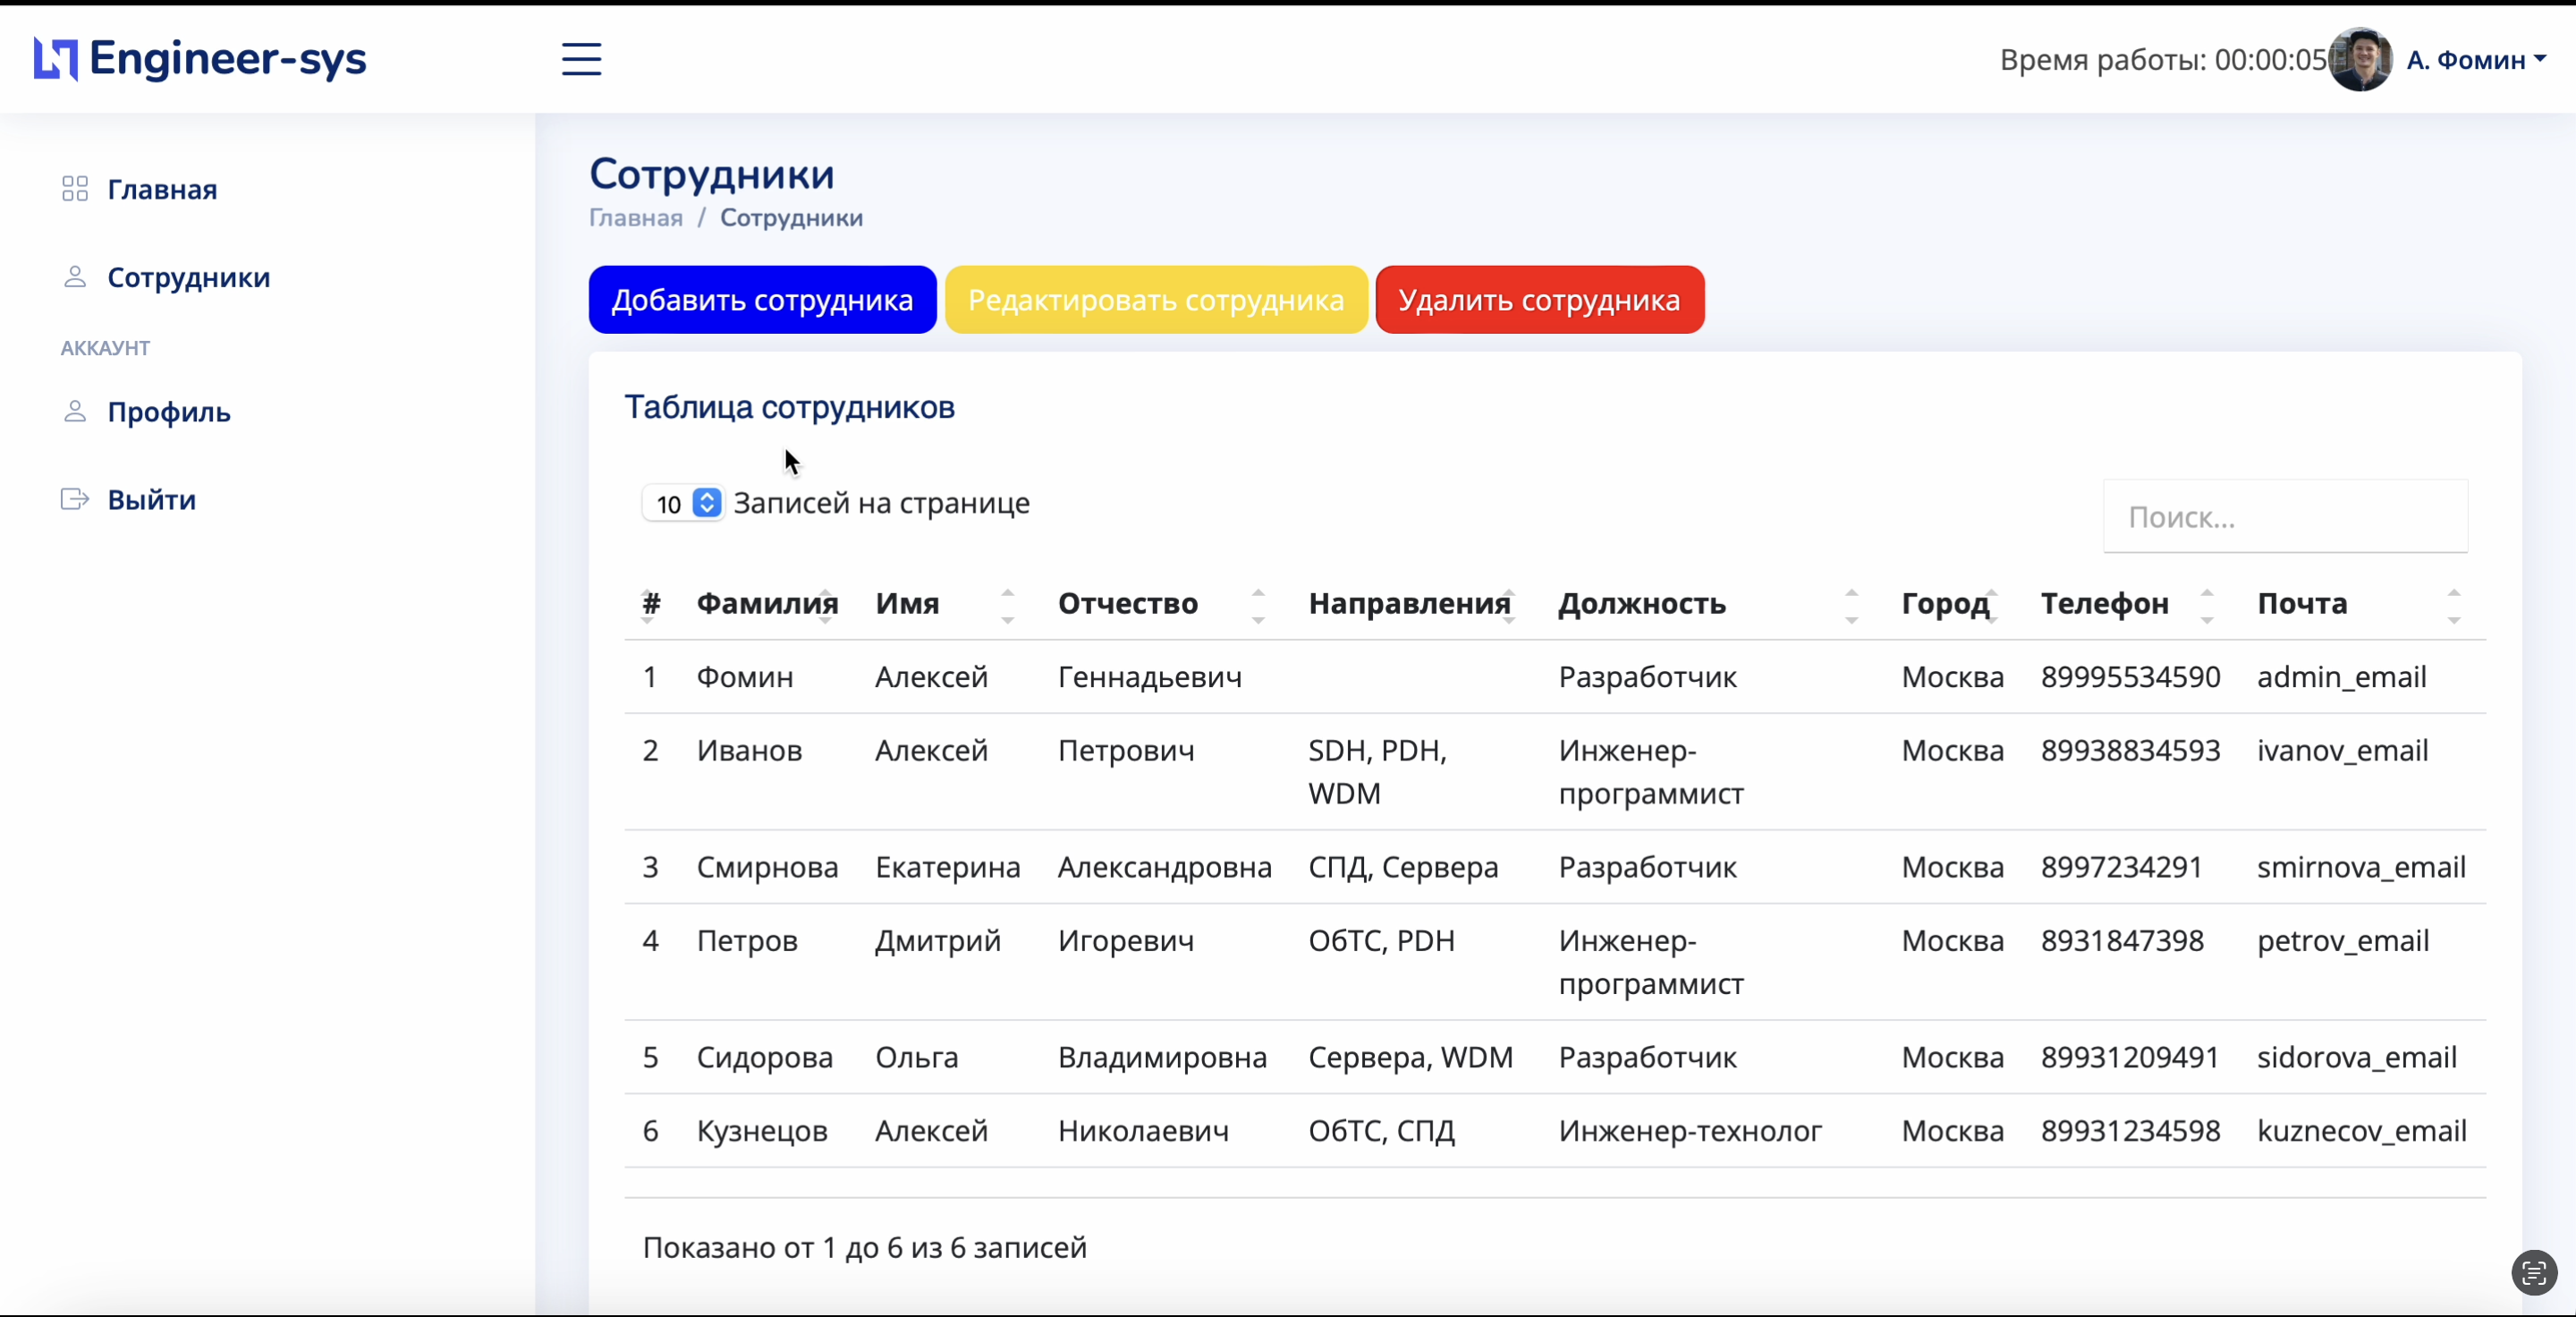 Engineer-sys
Время работы: 00:00:05 А. Фомин
Главная
Сотрудники
АККАУНТ
Профиль
Выйти
Сотрудники
Главная / Сотрудники
Добавить сотрудника Редактировать сотрудника Удалить сотрудника
Таблица сотрудников
10 Записей на странице
Поиск...
# Фамилия Имя Отчество Направления Должность Город Телефон Почта
1 Фомин Алексей Геннадьевич Разработчик Москва 89995534590 admin_email
2 Иванов Алексей Петрович SDH, PDH, Инженер- Москва 89938834593 ivanov_email
WDM программист
3 Смирнова Екатерина Александровна СПД, Сервера Разработчик Москва 8997234291 smirnova_email
4 Петров Дмитрий Игоревич ОбТС, PDH Инженер- Москва 8931847398 petrov_email
программист
5 Сидорова Ольга Владимировна Сервера, WDM Разработчик Москва 89931209491 sidorova_email
6 Кузнецов Алексей Николаевич ОбТС, СПД Инженер-технолог Москва 89931234598 kuznecov_email
Показано от 1 до 6 из 6 записей